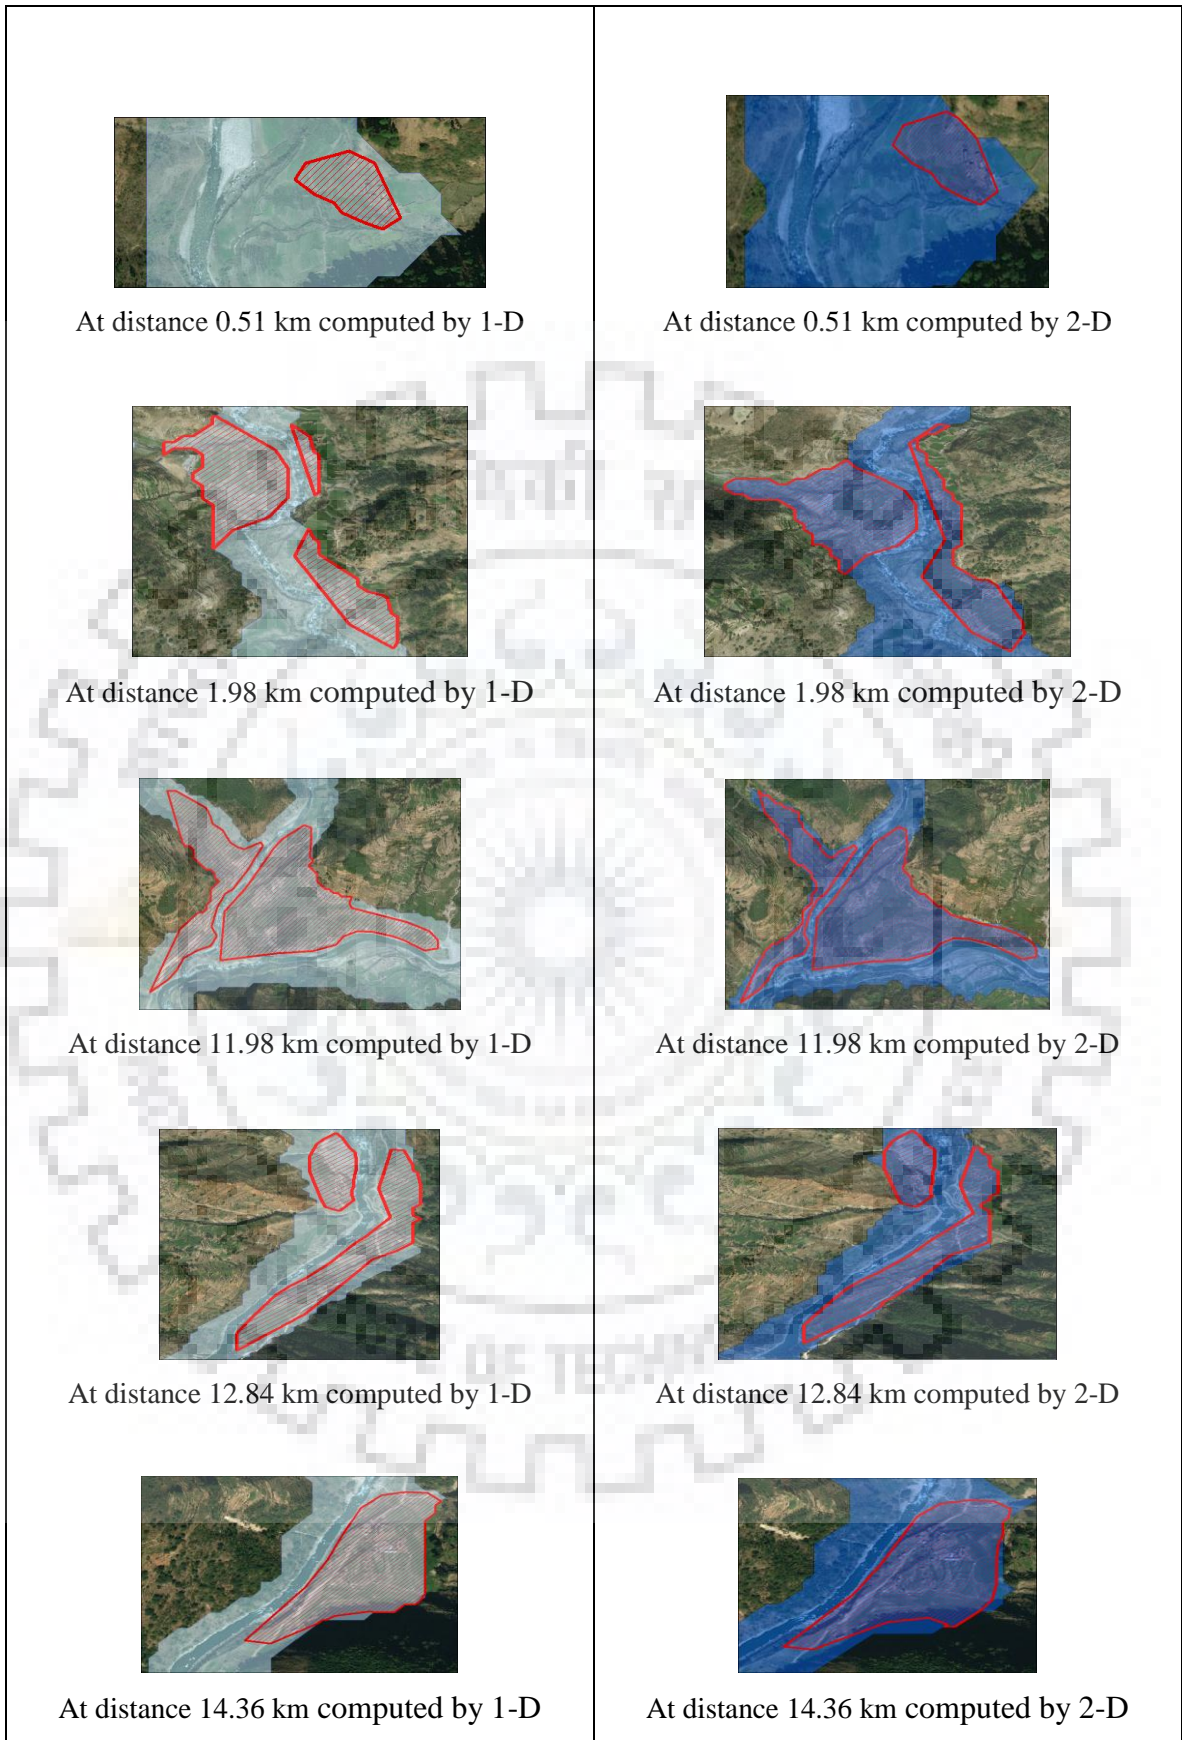 At distance 0.51 km computed by 1-D
At distance 0.51 km computed by 2-D
At distance 1.98 km computed by 1-D
At distance 1.98 km computed by 2-D
At distance 11.98 km computed by 1-D
At distance 11.98 km computed by 2-D
At distance 12.84 km computed by 1-D
At distance 12.84 km computed by 2-D
OF TECH
At distance 14.36 km computed by 1-D
At distance 14.36 km computed by 2-D